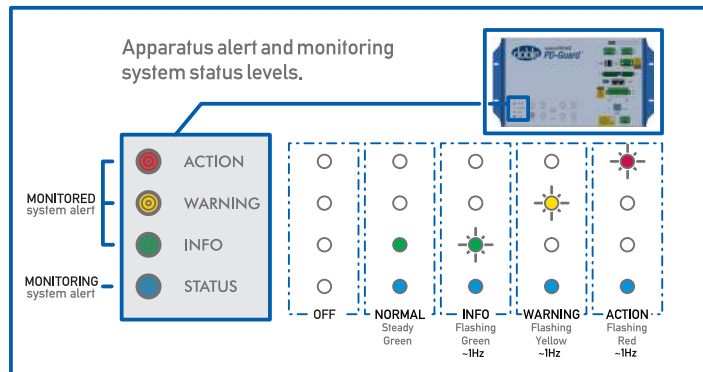 Apparatus alert and monitoring
system status levels.
doble
PD-Guard
ACTION
WARNING
INFO
STATUS
MONITORED
system alert
MONITORING
system alert
OFF
NORMAL
Steady
Green
INFO
Flashing
Green
~1Hz
WARNING
Flashing
Yellow
~1Hz
ACTION
Flashing
Red
~1Hz